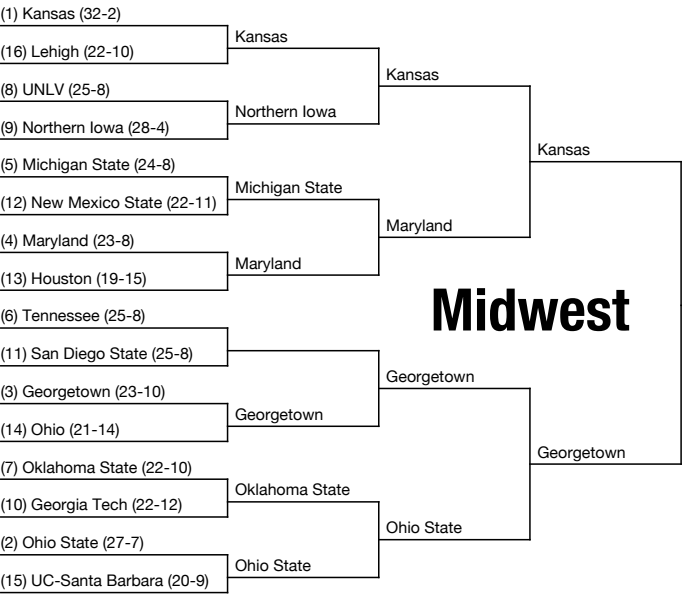 (1) Kansas (32-2)
(16) Lehigh (22-10)
(8) UNLV (25-8)
(9) Northern Iowa (28-4)
(5) Michigan State (24-8)
(12) New Mexico State (22-11)
(4) Maryland (23-8)
(13) Houston (19-15)
(6) Tennessee (25-8)
(11) San Diego State (25-8)
(3) Georgetown (23-10)
(14) Ohio (21-14)
(7) Oklahoma State (22-10)
(10) Georgia Tech (22-12)
(2) Ohio State (27-7)
(15) UC-Santa Barbara (20-9)
Kansas
Northern Iowa
Michigan State
Maryland
Georgetown
Oklahoma State
Ohio State
Kansas
Maryland
Georgetown
Ohio State
Kansas
Georgetown
Midwest